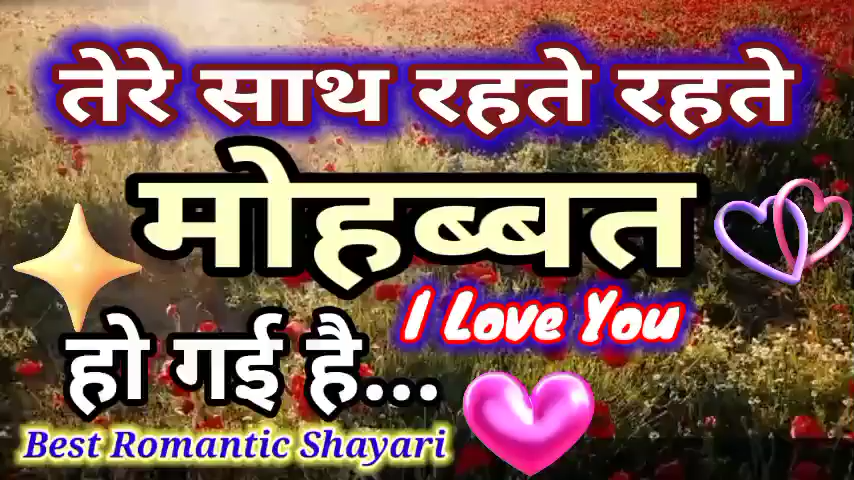 तेरे साथ रहते रहते
मोहब्बत
I Love You
हो गई है...
Best Romantic Shayari